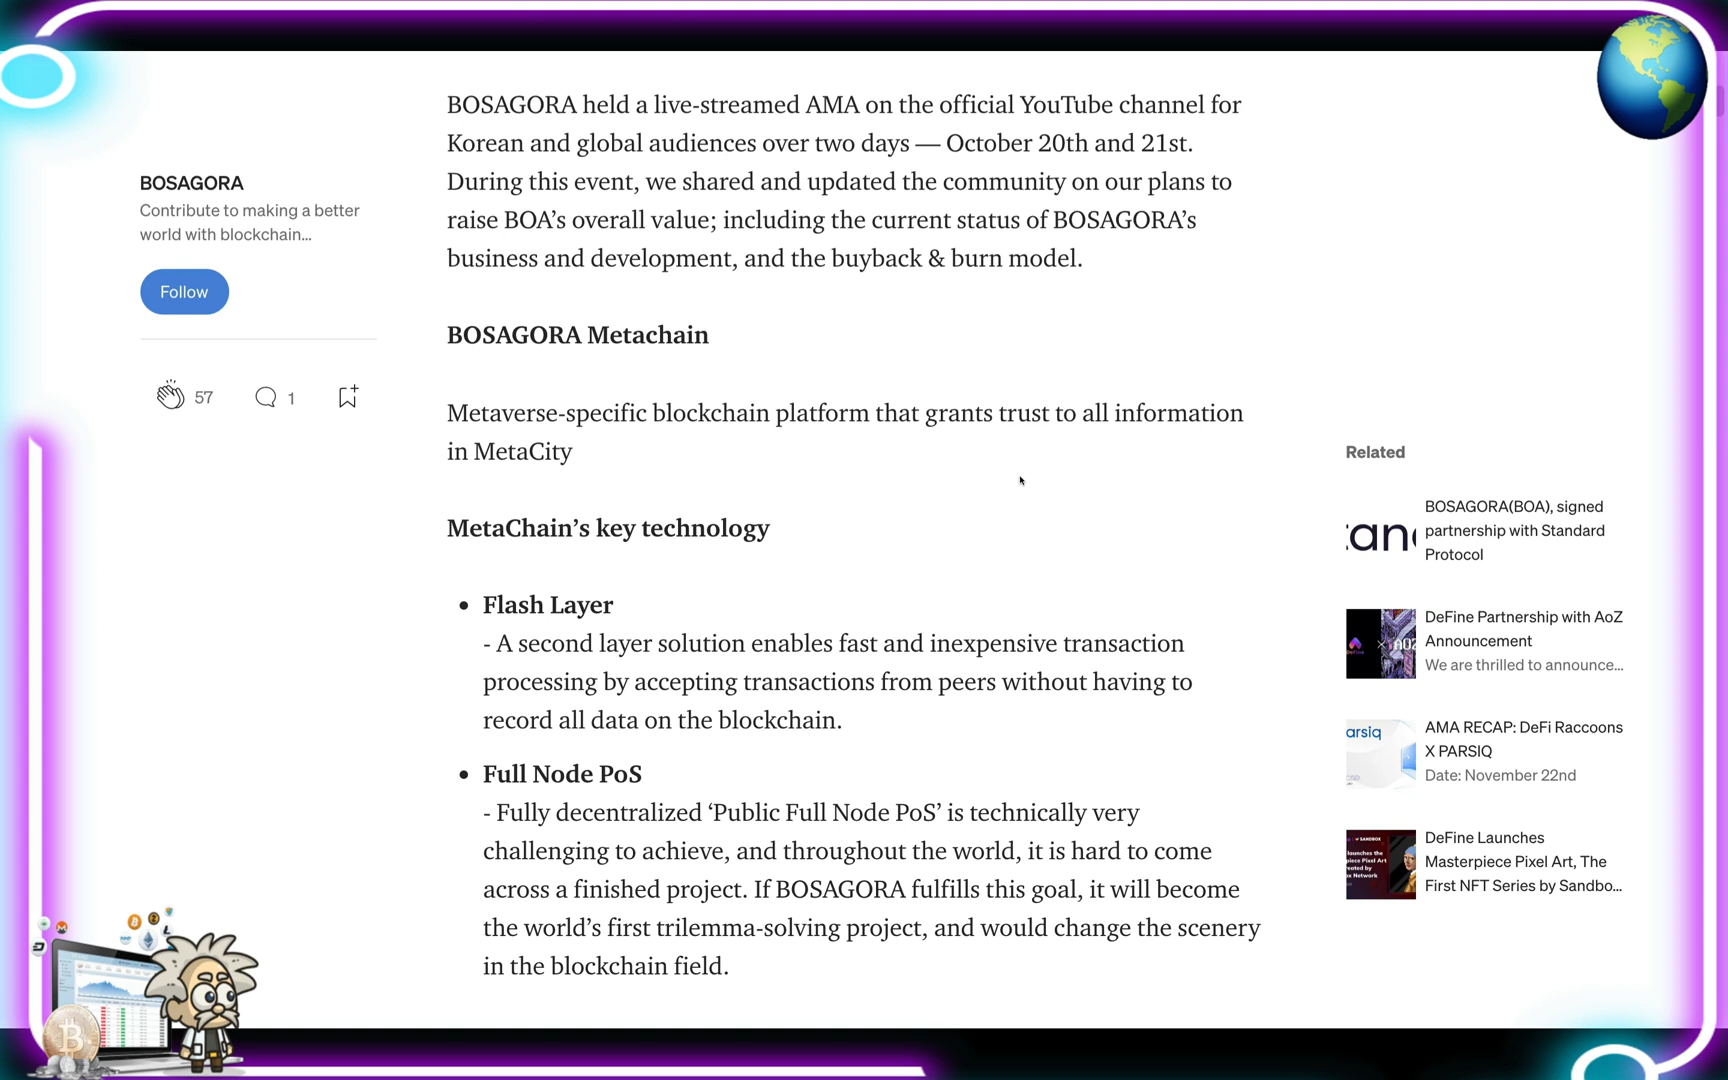 BOSAGORA held a live-streamed AMA on the official YouTube channel for
Korean and global audiences over two days — October 20th and 21st.
During this event, we shared and updated the community on our plans to
raise BOA’s overall value; including the current status of BOSAGORA’s
business and development, and the buyback & burn model.
BOSAGORA
Contribute to making a better
world with blockchain...
Follow
57
1
BOSAGORA Metachain
Metaverse-specific blockchain platform that grants trust to all information
in MetaCity
MetaChain’s key technology
• Flash Layer
- A second layer solution enables fast and inexpensive transaction
processing by accepting transactions from peers without having to
record all data on the blockchain.
• Full Node PoS
- Fully decentralized ‘Public Full Node PoS’ is technically very
challenging to achieve, and throughout the world, it is hard to come
across a finished project. If BOSAGORA fulfills this goal, it will become
the world’s first trilemma-solving project, and would change the scenery
in the blockchain field.
Related
BOSAGORA(BOA), signed
partnership with Standard
Protocol
DeFine Partnership with AoZ
Announcement
We are thrilled to announce...
arsiq
AMA RECAP: DeFi Raccoons
X PARSIQ
Date: November 22nd
DeFine Launches
Masterpiece Pixel Art, The
First NFT Series by Sandbo...